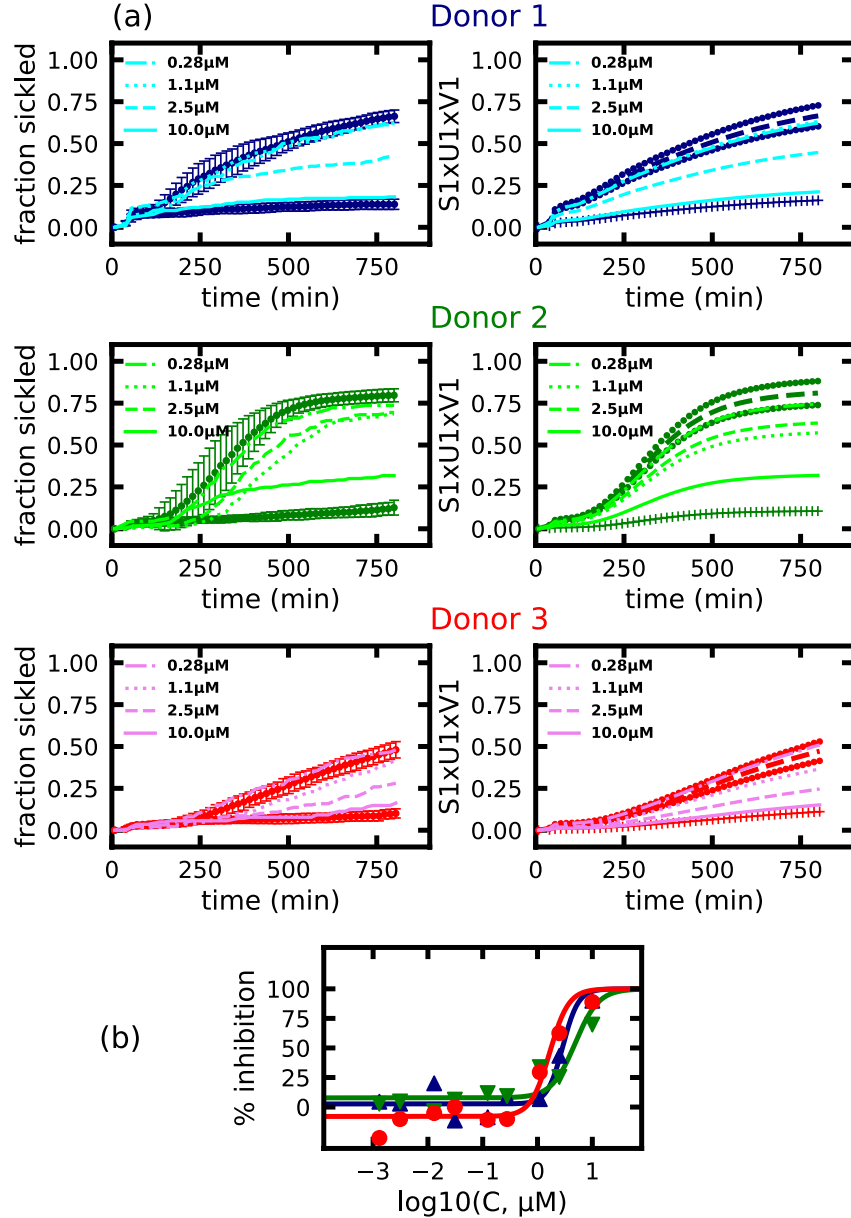 (a)
Donor 1
fraction sickled
1.00
0.75
0.50
0.25
0.00
0.28μM
1.1μM
2.5μM
10.0μM
0 250 500 750
time (min)
S1xU1xV1
1.00
0.75
0.50
0.25
0.00
0.28μM
1.1μM
2.5μM
10.0μM
0 250 500 750
time (min)
Donor 2
fraction sickled
1.00
0.75
0.50
0.25
0.00
0.28μM
1.1μM
2.5μM
10.0μM
0 250 500 750
time (min)
S1xU1xV1
1.00
0.75
0.50
0.25
0.00
0.28μM
1.1μM
2.5μM
10.0μM
0 250 500 750
time (min)
Donor 3
fraction sickled
1.00
0.75
0.50
0.25
0.00
0.28μM
1.1μM
2.5μM
10.0μM
0 250 500 750
time (min)
S1xU1xV1
1.00
0.75
0.50
0.25
0.00
0.28μM
1.1μM
2.5μM
10.0μM
0 250 500 750
time (min)
(b)
% inhibition
100
75
50
25
0
−3 −2 −1 0 1
log10(C, μM)